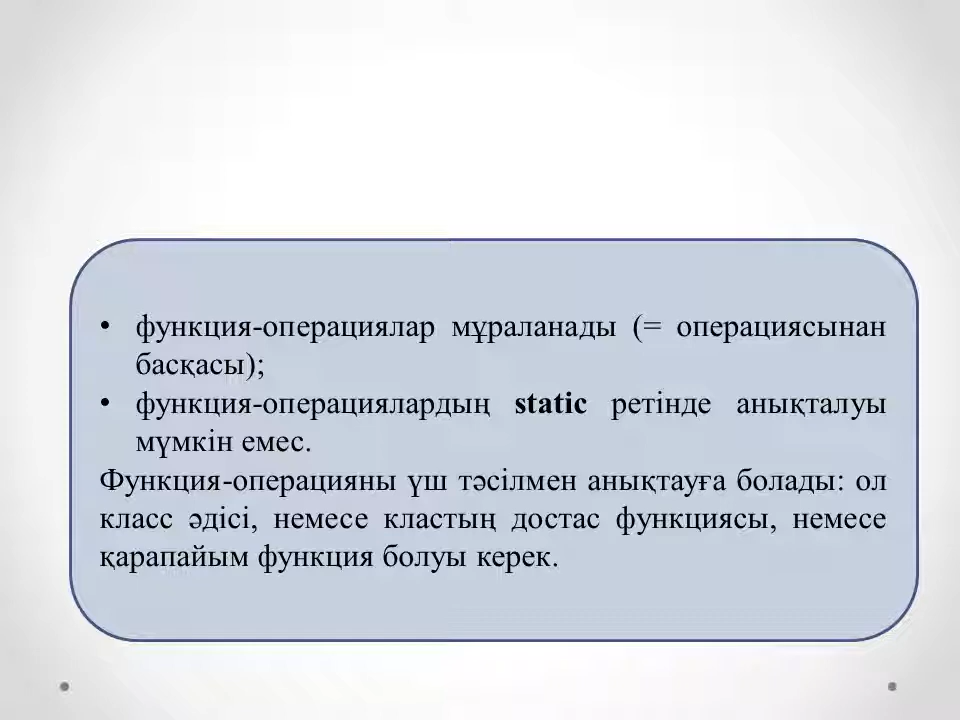 • функция-операциялар мұраланады (= операциясынан
басқасы);
• функция-операциялардың static ретінде анықталуы
мүмкін емес.
Функция-операцияны үш тәсілмен анықтауға болады: ол
класс әдісі, немесе кластың достас функциясы, немесе
қарапайым функция болуы керек.